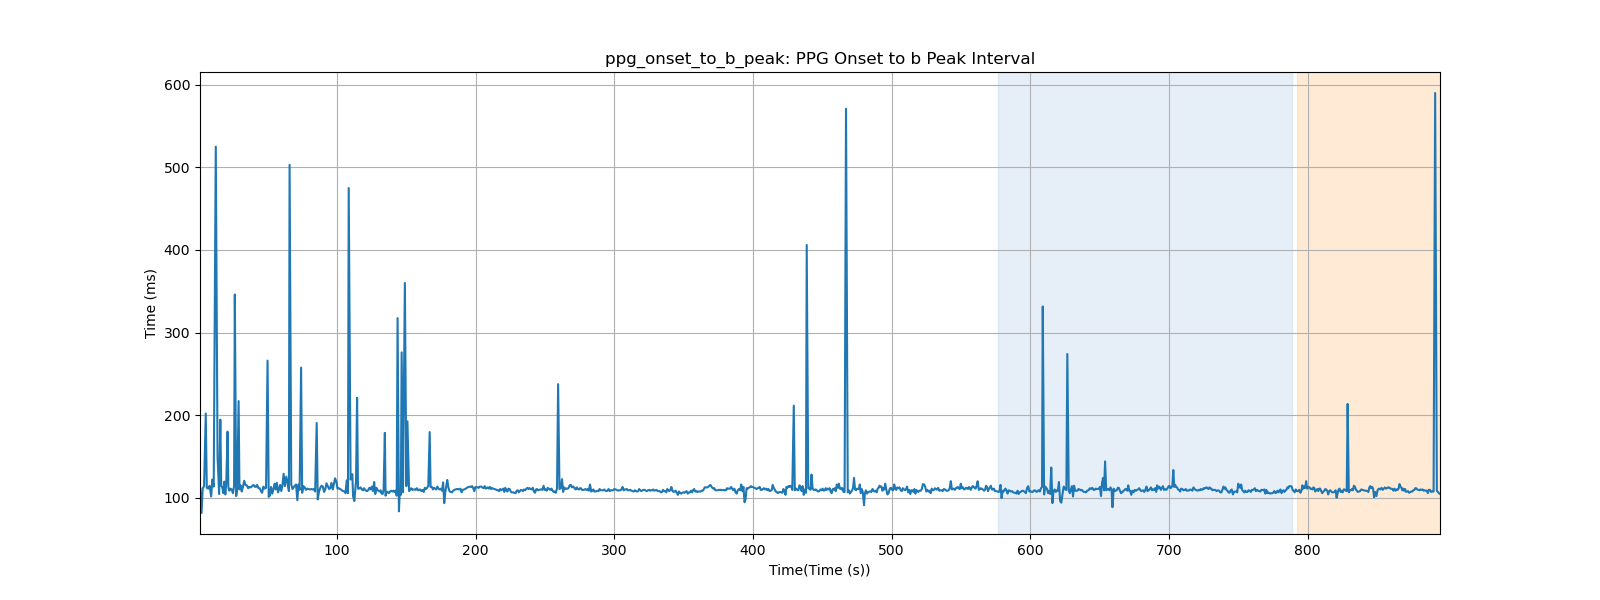 ppg_onset_to_b_peak: PPG Onset to b Peak Interval
600
500
400
300
200
100
Time (ms)
100 200 300 400 500 600 700 800
Time(Time (s))